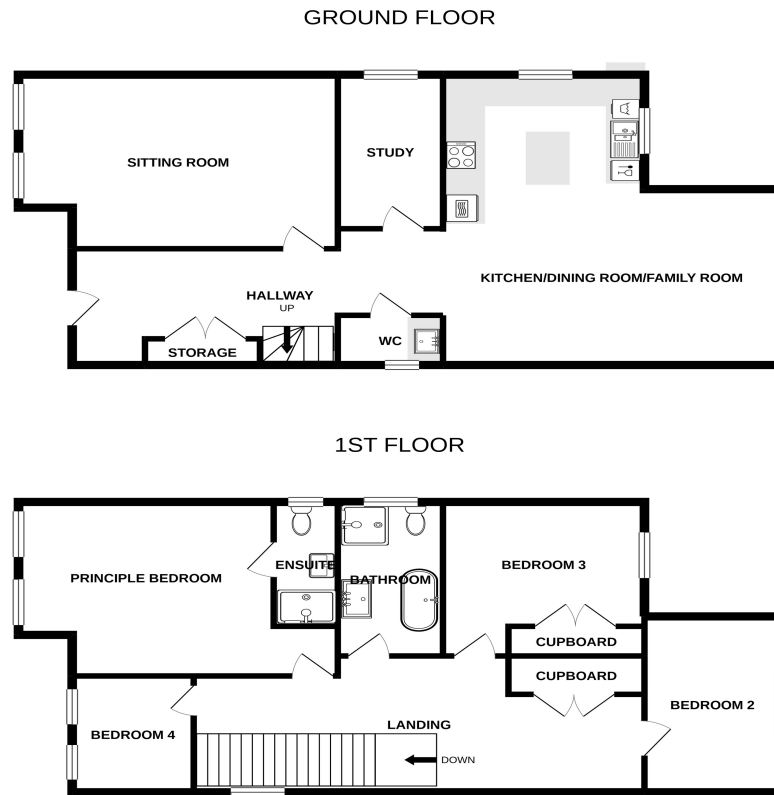 GROUND FLOOR
SITTING ROOM
STUDY
KITCHEN/DINING ROOM/FAMILY ROOM
HALLWAY
UP
STORAGE
WC
1ST FLOOR
PRINCIPLE BEDROOM
ENSUITE
BATHROOM
BEDROOM 3
CUPBOARD
CUPBOARD
BEDROOM 2
BEDROOM 4
LANDING
DOWN